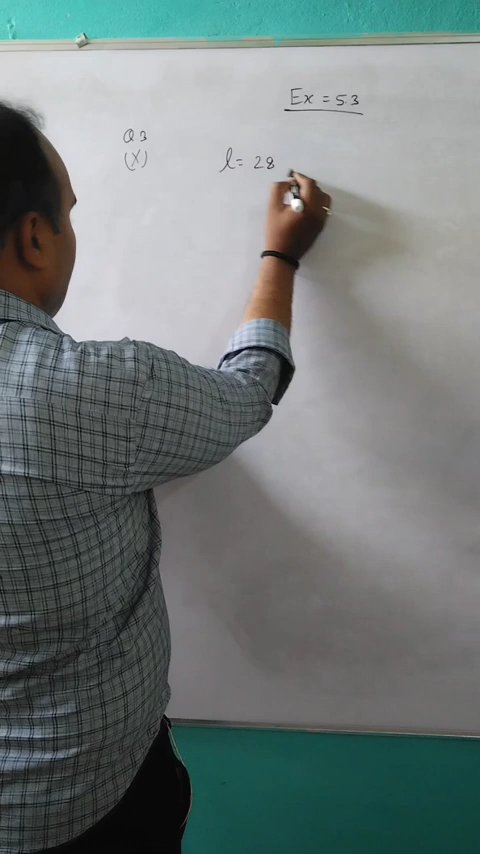 Ex = 5.3
Q3
(X) l = 28